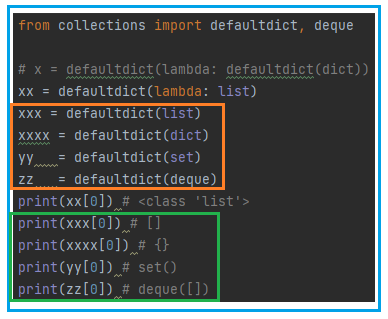 from collections import defaultdict, deque
# x = defaultdict(lambda: defaultdict(dict))
xx = defaultdict(lambda: list)
xxx = defaultdict(list)
xxxx = defaultdict(dict)
yy    = defaultdict(set)
zz    = defaultdict(deque)
print(xx[0]) # <class 'list'>
print(xxx[0]) # []
print(xxxx[0]) # {}
print(yy[0]) # set()
print(zz[0]) # deque([])